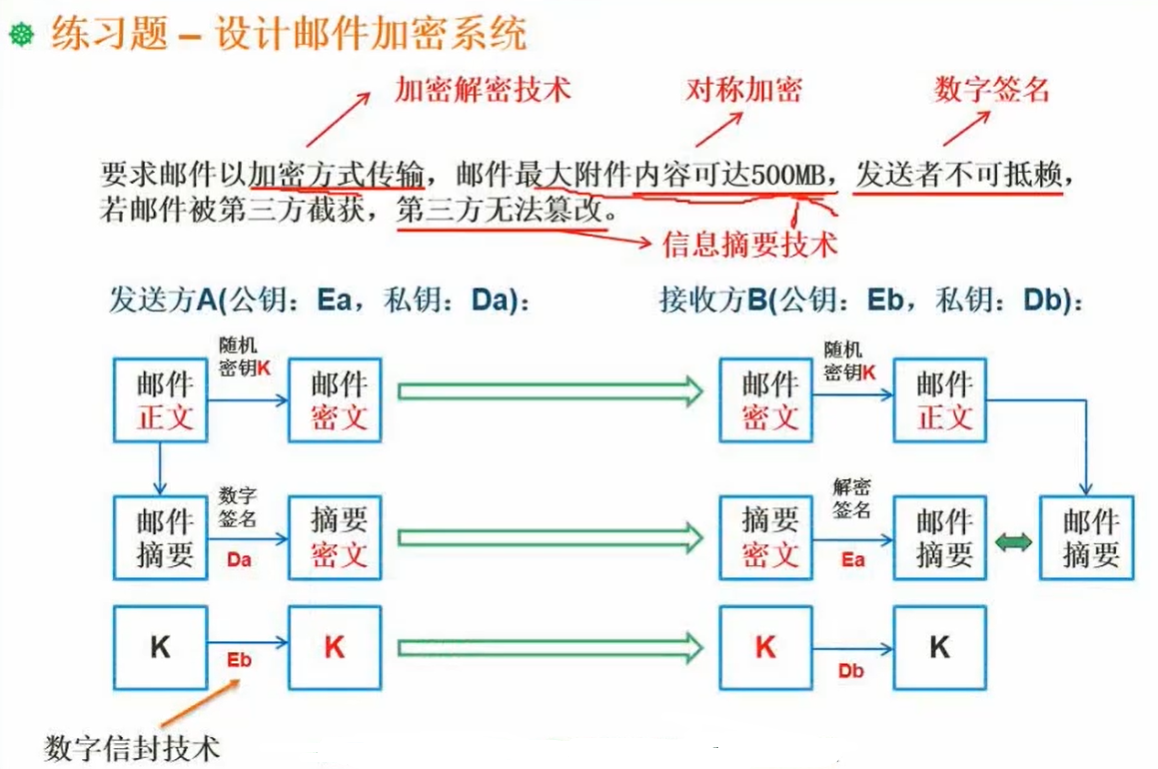 练习题 – 设计邮件加密系统
加密解密技术 对称加密 数字签名
要求邮件以加密方式传输，邮件最大附件内容可达500MB，发送者不可抵赖，
若邮件被第三方截获，第三方无法篡改。
信息摘要技术
发送方A(公钥：Ea，私钥：Da)：
接收方B(公钥：Eb，私钥：Db)：
邮件
正文
随机
密钥K
邮件
密文
邮件
密文
随机
密钥K
邮件
正文
邮件
摘要
数字
签名
Da
摘要
密文
摘要
密文
解密
签名
Ea
邮件
摘要
邮件
摘要
K
Eb
K
K
Db
K
数字信封技术